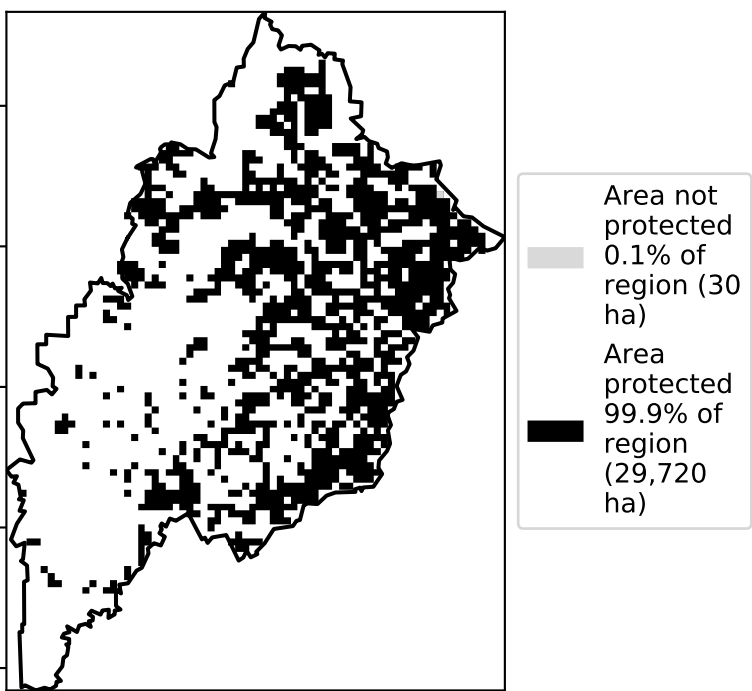 Area not
protected
0.1% of
region (30
ha)
Area
protected
99.9% of
region
(29,720
ha)